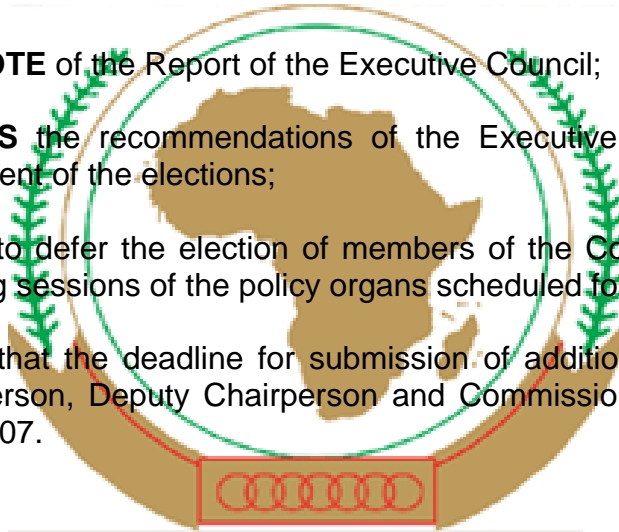 OTE of the Report of the Executive Council;
S the recommendations of the Executive
ent of the elections;
to defer the election of members of the Co
g sessions of the policy organs scheduled fo
that the deadline for submission of additio
erson, Deputy Chairperson and Commissio
07.